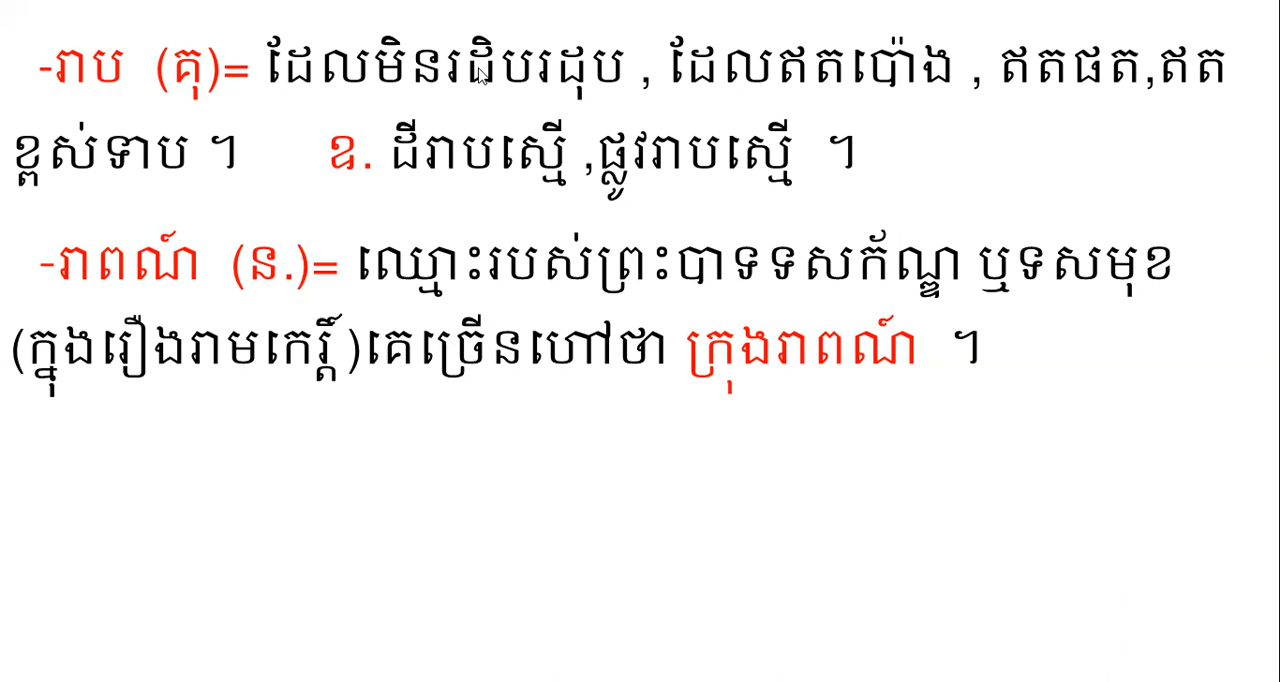 -រាប (គុ)= ដែលមិនរដិបរដុប , ដែលឥតប៉ោង , ឥតផត,ឥត
ខ្ពស់ទាប ។ ឧ. ដីរាបស្មើ ,ផ្លូវរាបស្មើ ។
-រាពណ៍ (ន.)= ឈ្មោះរបស់ព្រះបាទទសក័ណ្ឌ ឬទសមុខ
(ក្នុងរឿងរាមកេរ្តិ៍ )គេច្រើនហៅថា ក្រុងរាពណ៍ ។